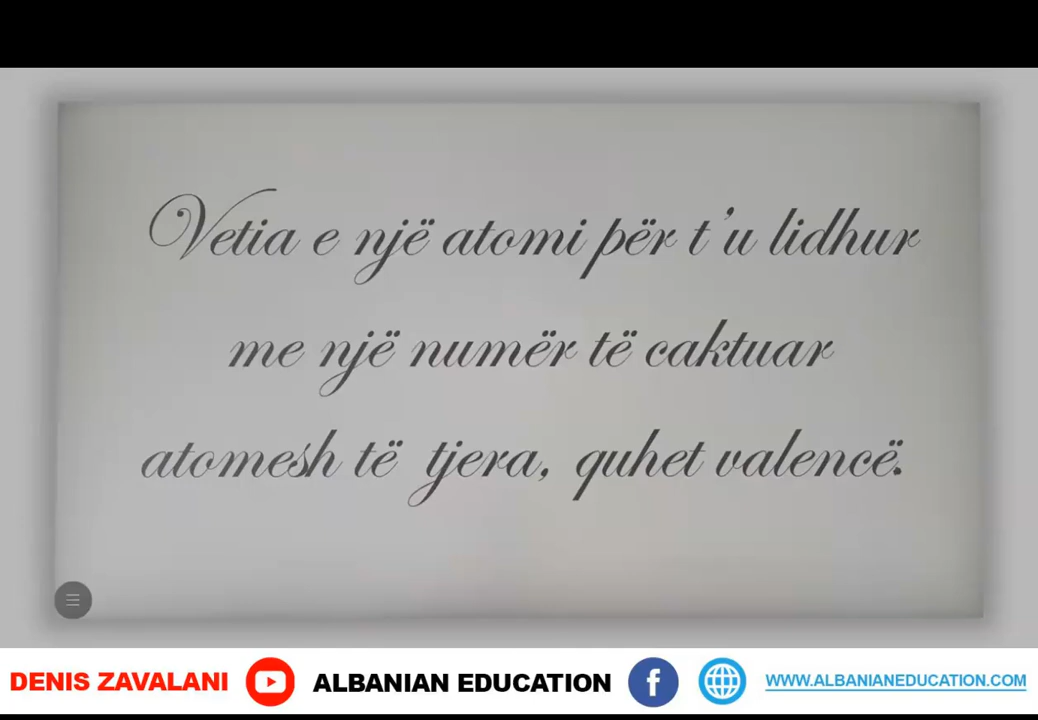 Vetia e një atomi për t'u lidhur
me një numër të caktuar
atomesh të tjera, quhet valencë.
DENIS ZAVALANI ALBANIAN EDUCATION WWW.ALBANIANEDUCATION.COM